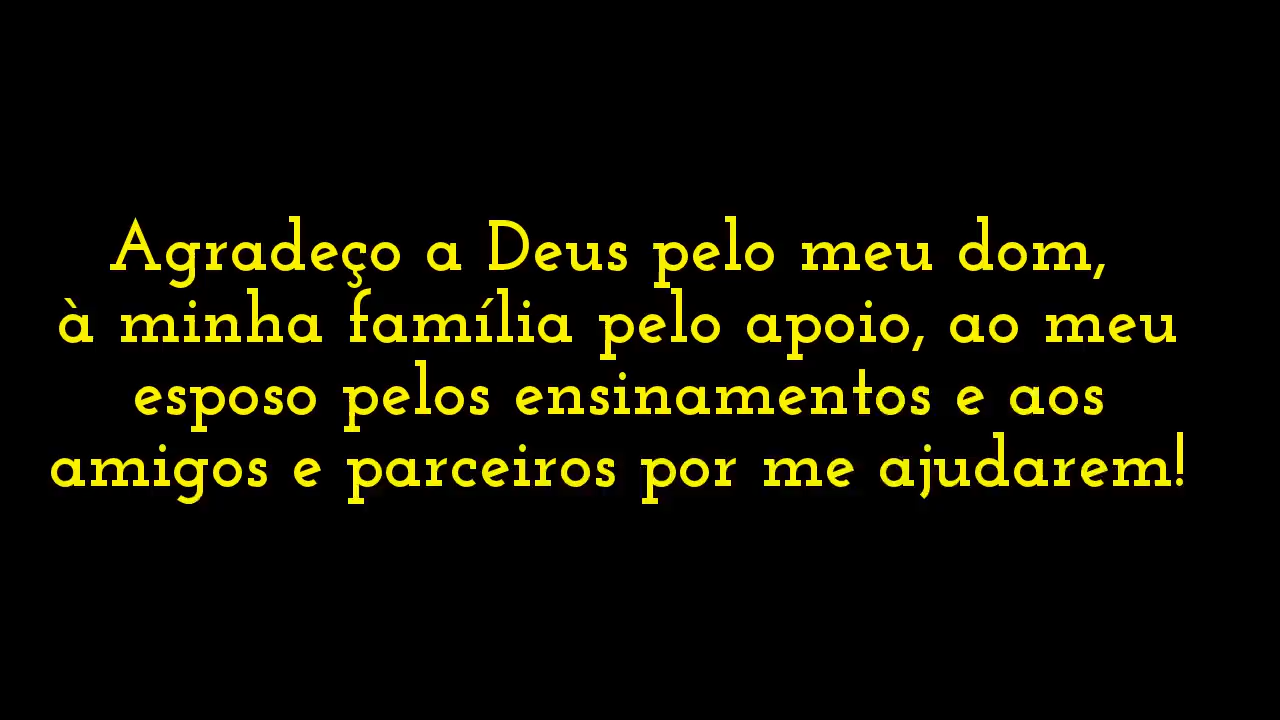 Agradeço a Deus pelo meu dom,
à minha família pelo apoio, ao meu
esposo pelos ensinamentos e aos
amigos e parceiros por me ajudarem!